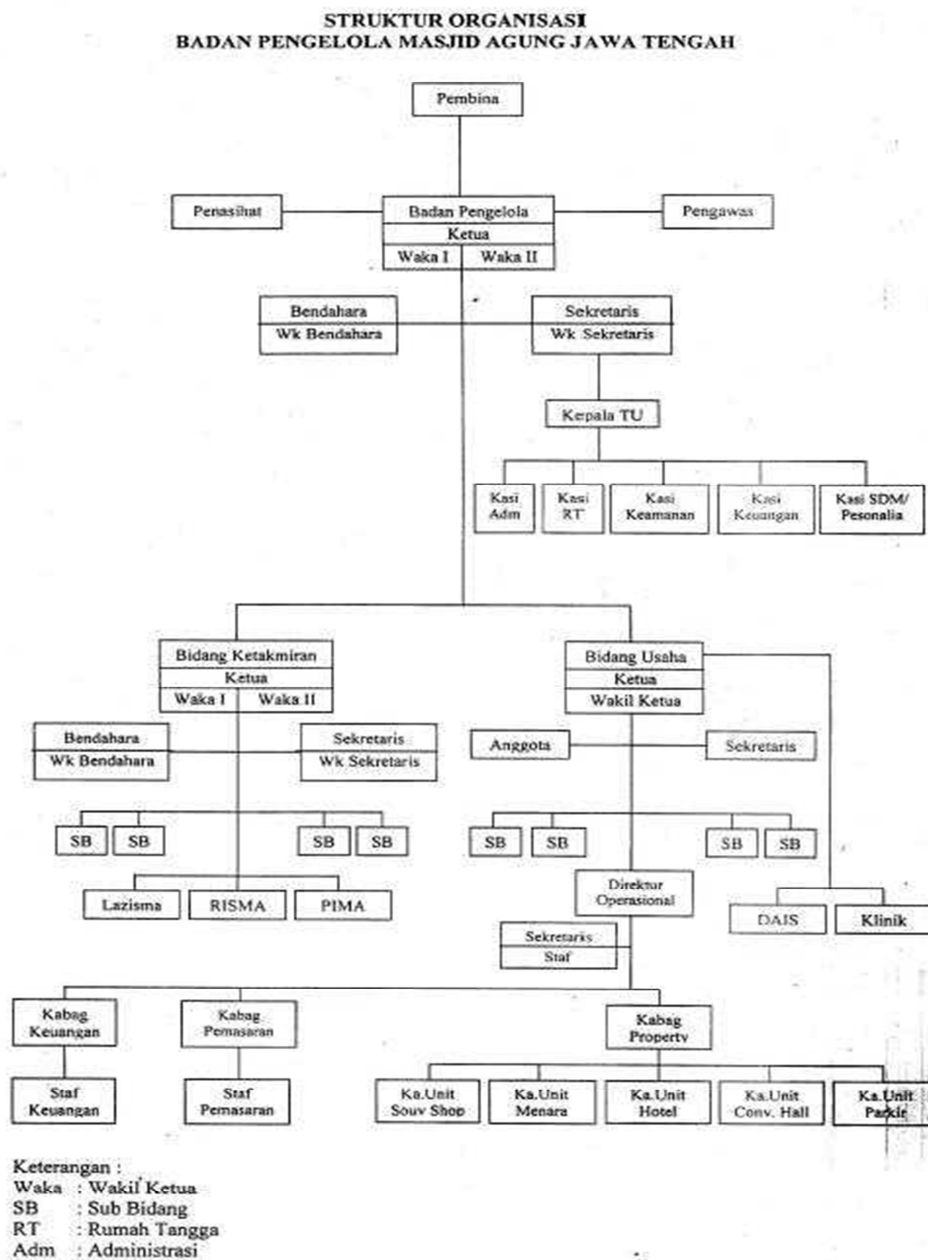 STRUKTUR ORGANISASI
BADAN PENGELOLA MASJID AGUNG JAWA TENGAH
Pembina
Penasihat
Badan Pengelola
Pengawas
Ketua
Waka I Waka II
Bendahara
Sekretaris
Wk Bendahara
Wk Sekretaris
Kepala TU
Kasi
Adm
Kasi
RT
Kasi
Keamanan
Kasi
Keuangan
Kasi SDM/
Pesonalia
Bidang Ketakmiran
Ketua
Waka I Waka II
Bidang Usaha
Ketua
Wakil Ketua
Bendahara
Wk Bendahara
Sekretaris
Wk Sekretaris
Anggota
Sekretaris
SB
SB
SB
SB
SB
SB
SB
SB
Lazisma
RISMA
PIMA
Direktur
Operasional
DAIS
Klinik
Sekretaris
Staf
Kabag
Keuangan
Kabag
Pemasaran
Kabag
Property
Staf
Keuangan
Staf
Pemasaran
Ka.Unit
Souv Shop
Ka.Unit
Menara
Ka.Unit
Hotel
Ka.Unit
Conv. Hall
Ka.Unit
Parkir
Keterangan :
Waka : Wakil Ketua
SB : Sub Bidang
RT : Rumah Tangga
Adm : Administrasi